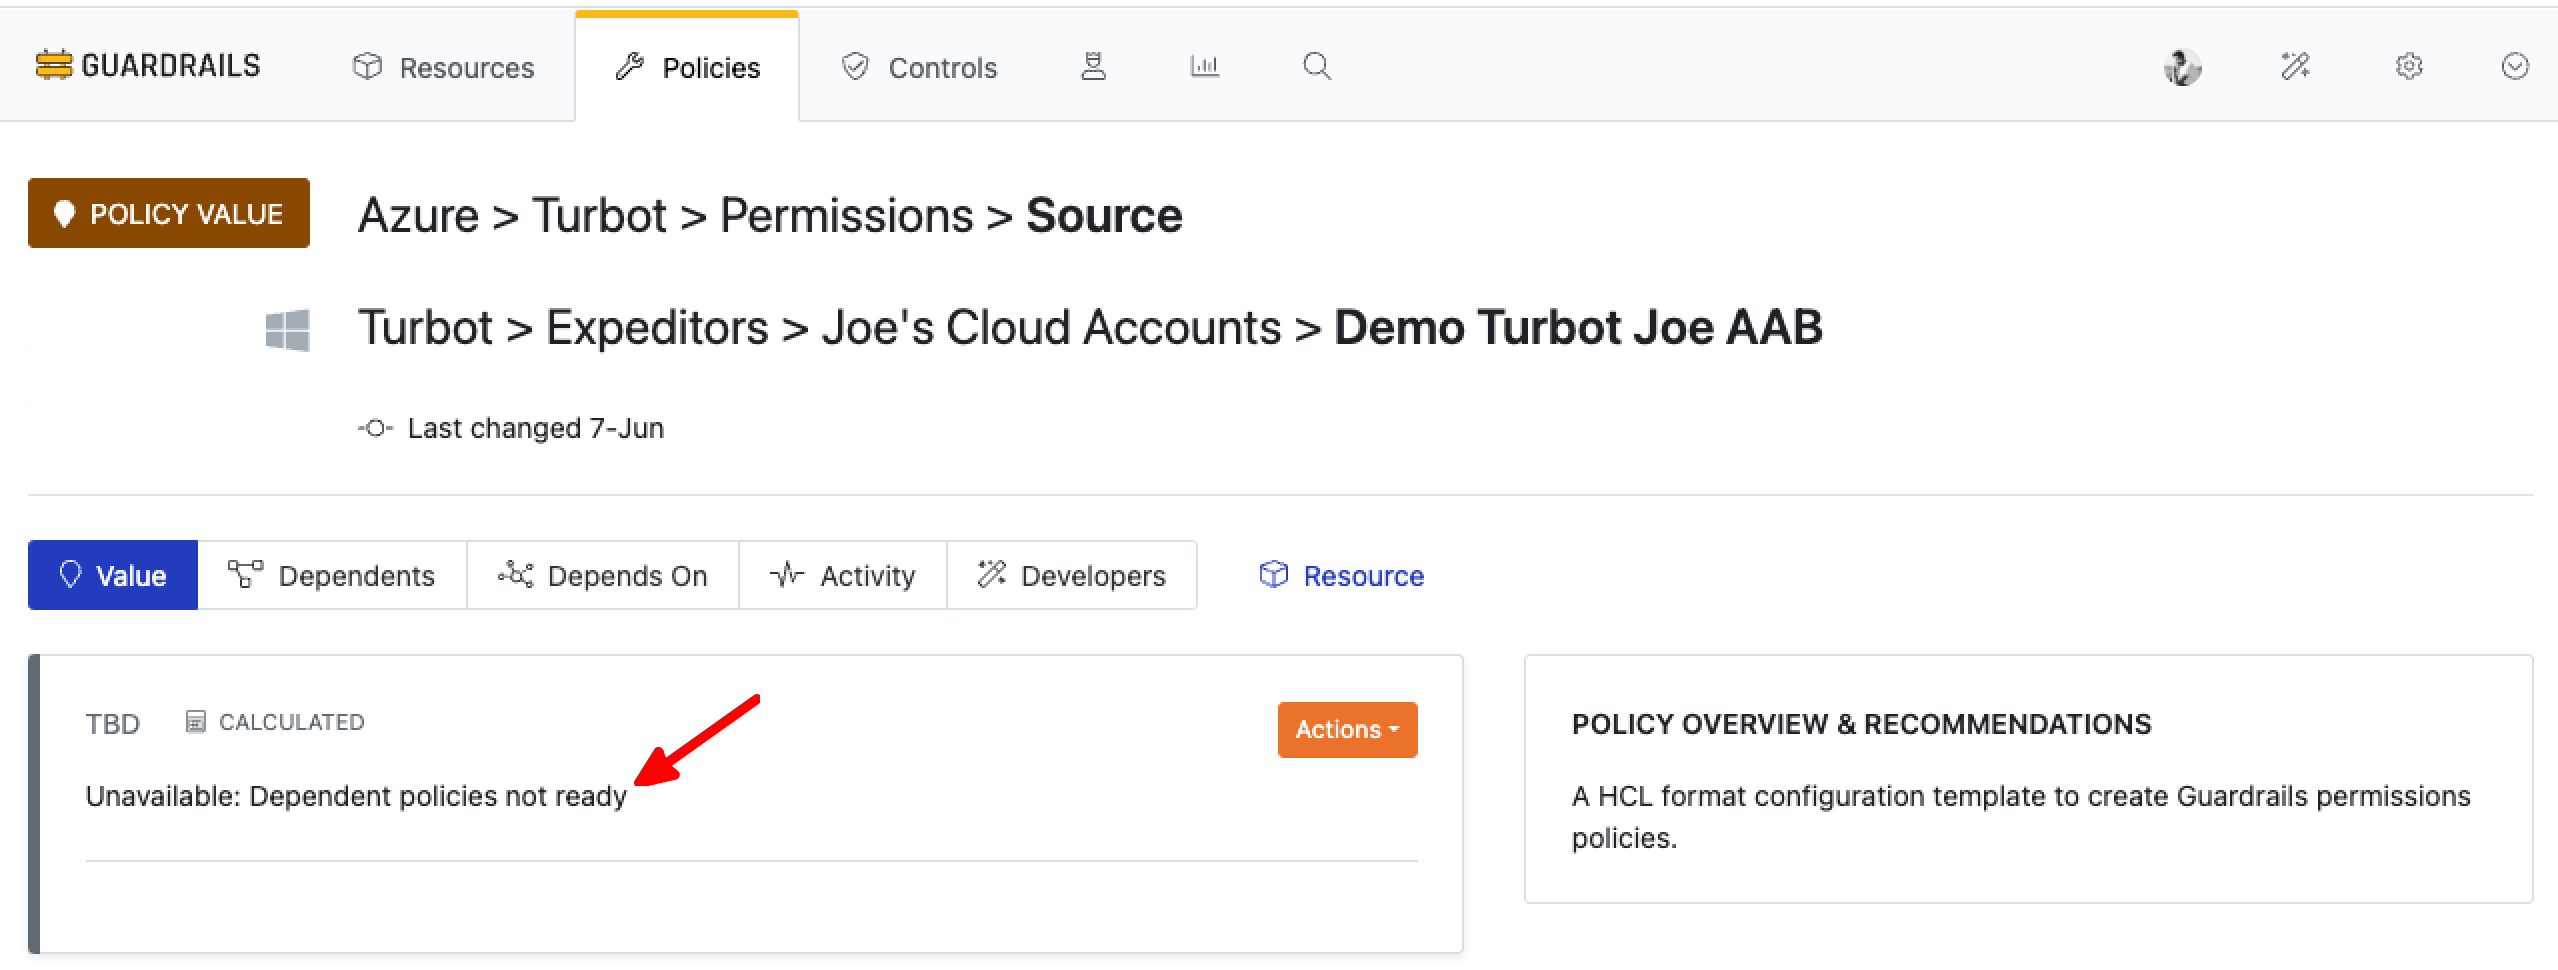 GUARDRAILS Resources Policies Controls
POLICY VALUE Azure > Turbot > Permissions > Source
Turbot > Expeditors > Joe's Cloud Accounts > Demo Turbot Joe AAB
Last changed 7-Jun
Value Dependents Depends On Activity Developers Resource
TBD CALCULATED
Actions
Unavailable: Dependent policies not ready
POLICY OVERVIEW & RECOMMENDATIONS
A HCL format configuration template to create Guardrails permissions
policies.